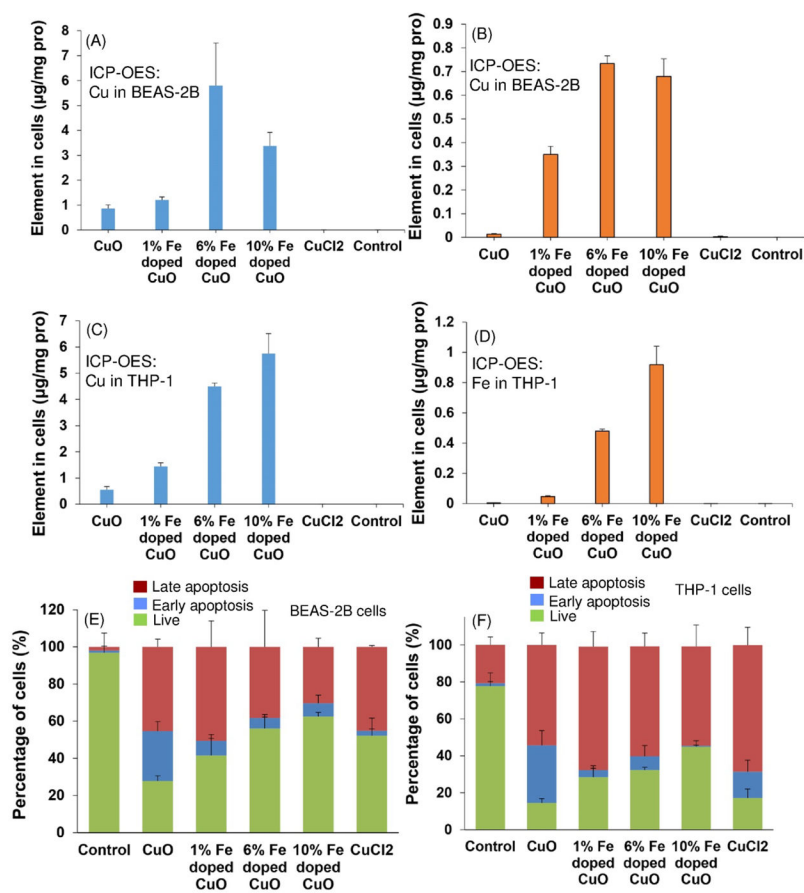 (A)
ICP-OES:
Cu in BEAS-2B
Element in cells (µg/mg pro)
8
7
6
5
4
3
2
1
0
CuO
1% Fe
doped
CuO
6% Fe
doped
CuO
10% Fe
doped
CuO
CuCl2
Control
(B)
ICP-OES:
Cu in BEAS-2B
Element in cells (µg/mg pro)
0.9
0.8
0.7
0.6
0.5
0.4
0.3
0.2
0.1
0
CuO
1% Fe
doped
CuO
6% Fe
doped
CuO
10% Fe
doped
CuO
CuCl2
Control
(C)
ICP-OES:
Cu in THP-1
Element in cells (µg/mg pro)
7
6
5
4
3
2
1
0
CuO
1% Fe
doped
CuO
6% Fe
doped
CuO
10% Fe
doped
CuO
CuCl2
Control
(D)
ICP-OES:
Fe in THP-1
Element in cells (µg/mg pro)
1.2
1
0.8
0.6
0.4
0.2
0
CuO
1% Fe
doped
CuO
6% Fe
doped
CuO
10% Fe
doped
CuO
CuCl2
Control
Late apoptosis
Early apoptosis
Live
(E)
BEAS-2B cells
Percentage of cells (%)
120
100
80
60
40
20
0
Control
CuO
1% Fe
doped
CuO
6% Fe
doped
CuO
10% Fe
doped
CuO
CuCl2
Late apoptosis
Early apoptosis
Live
(F)
THP-1 cells
Percentage of cells (%)
100
80
60
40
20
0
Control
CuO
1% Fe
doped
CuO
6% Fe
doped
CuO
10% Fe
doped
CuO
CuCl2